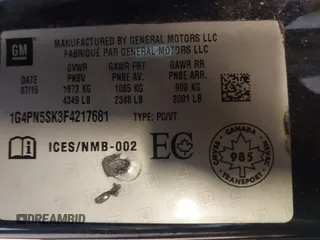 GM
MANUFACTURED BY GENERAL MOTORS LLC
FABRIQUÉ PAR GENERAL MOTORS LLC
GVWR GAWR FRT GAWR RR
DATE PNBV PNBE AV. PNBE ARR.
07/15 1973 KG 1065 KG 908 KG
4349 LB 2348 LB 2001 LB
1G4PN5SK3F4217681 TYPE: PC/VT
ICES/NMB-002 EC
CANADA
985
TRANSPORT
DREAMBID